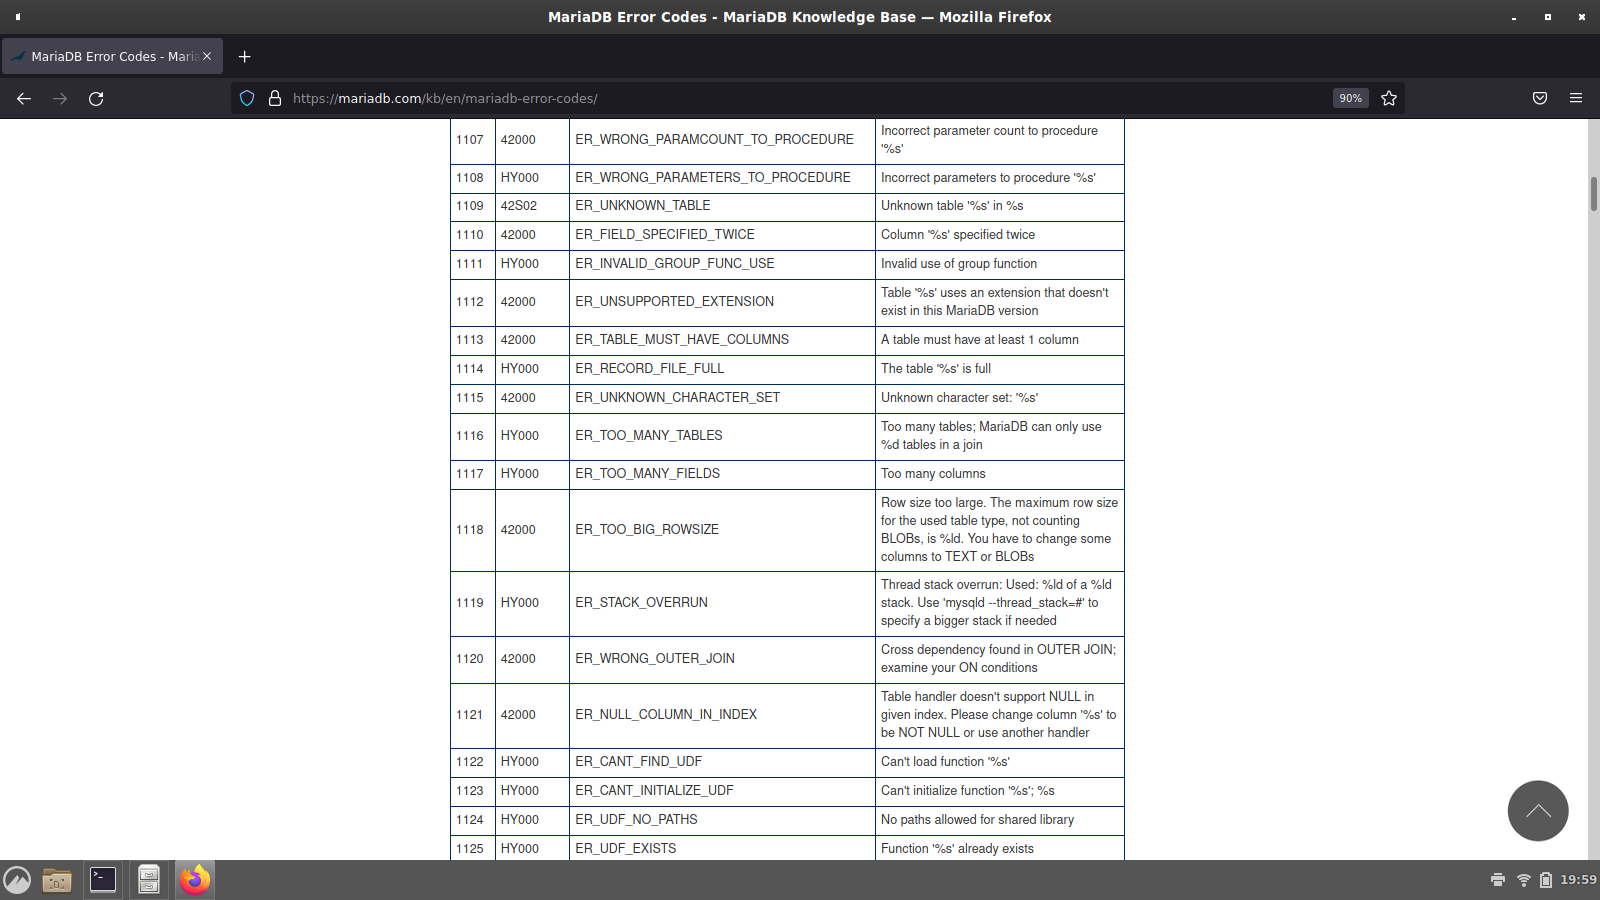 MariaDB Error Codes - MariaDB Knowledge Base — Mozilla Firefox
MariaDB Error Codes - Maria
https://mariadb.com/kb/en/mariadb-error-codes/
90%
1107 42000 ER_WRONG_PARAMCOUNT_TO_PROCEDURE Incorrect parameter count to procedure
'%s'
1108 HY000 ER_WRONG_PARAMETERS_TO_PROCEDURE Incorrect parameters to procedure '%s'
1109 42S02 ER_UNKNOWN_TABLE Unknown table '%s' in %s
1110 42000 ER_FIELD_SPECIFIED_TWICE Column '%s' specified twice
1111 HY000 ER_INVALID_GROUP_FUNC_USE Invalid use of group function
1112 42000 ER_UNSUPPORTED_EXTENSION Table '%s' uses an extension that doesn't
exist in this MariaDB version
1113 42000 ER_TABLE_MUST_HAVE_COLUMNS A table must have at least 1 column
1114 HY000 ER_RECORD_FILE_FULL The table '%s' is full
1115 42000 ER_UNKNOWN_CHARACTER_SET Unknown character set: '%s'
1116 HY000 ER_TOO_MANY_TABLES Too many tables; MariaDB can only use
%d tables in a join
1117 HY000 ER_TOO_MANY_FIELDS Too many columns
1118 42000 ER_TOO_BIG_ROWSIZE Row size too large. The maximum row size
for the used table type, not counting
BLOBs, is %ld. You have to change some
columns to TEXT or BLOBs
1119 HY000 ER_STACK_OVERRUN Thread stack overrun: Used: %ld of a %ld
stack. Use 'mysqld --thread_stack=#' to
specify a bigger stack if needed
1120 42000 ER_WRONG_OUTER_JOIN Cross dependency found in OUTER JOIN;
examine your ON conditions
1121 42000 ER_NULL_COLUMN_IN_INDEX Table handler doesn't support NULL in
given index. Please change column '%s' to
be NOT NULL or use another handler
1122 HY000 ER_CANT_FIND_UDF Can't load function '%s'
1123 HY000 ER_CANT_INITIALIZE_UDF Can't initialize function '%s'; %s
1124 HY000 ER_UDF_NO_PATHS No paths allowed for shared library
1125 HY000 ER_UDF_EXISTS Function '%s' already exists
19:59